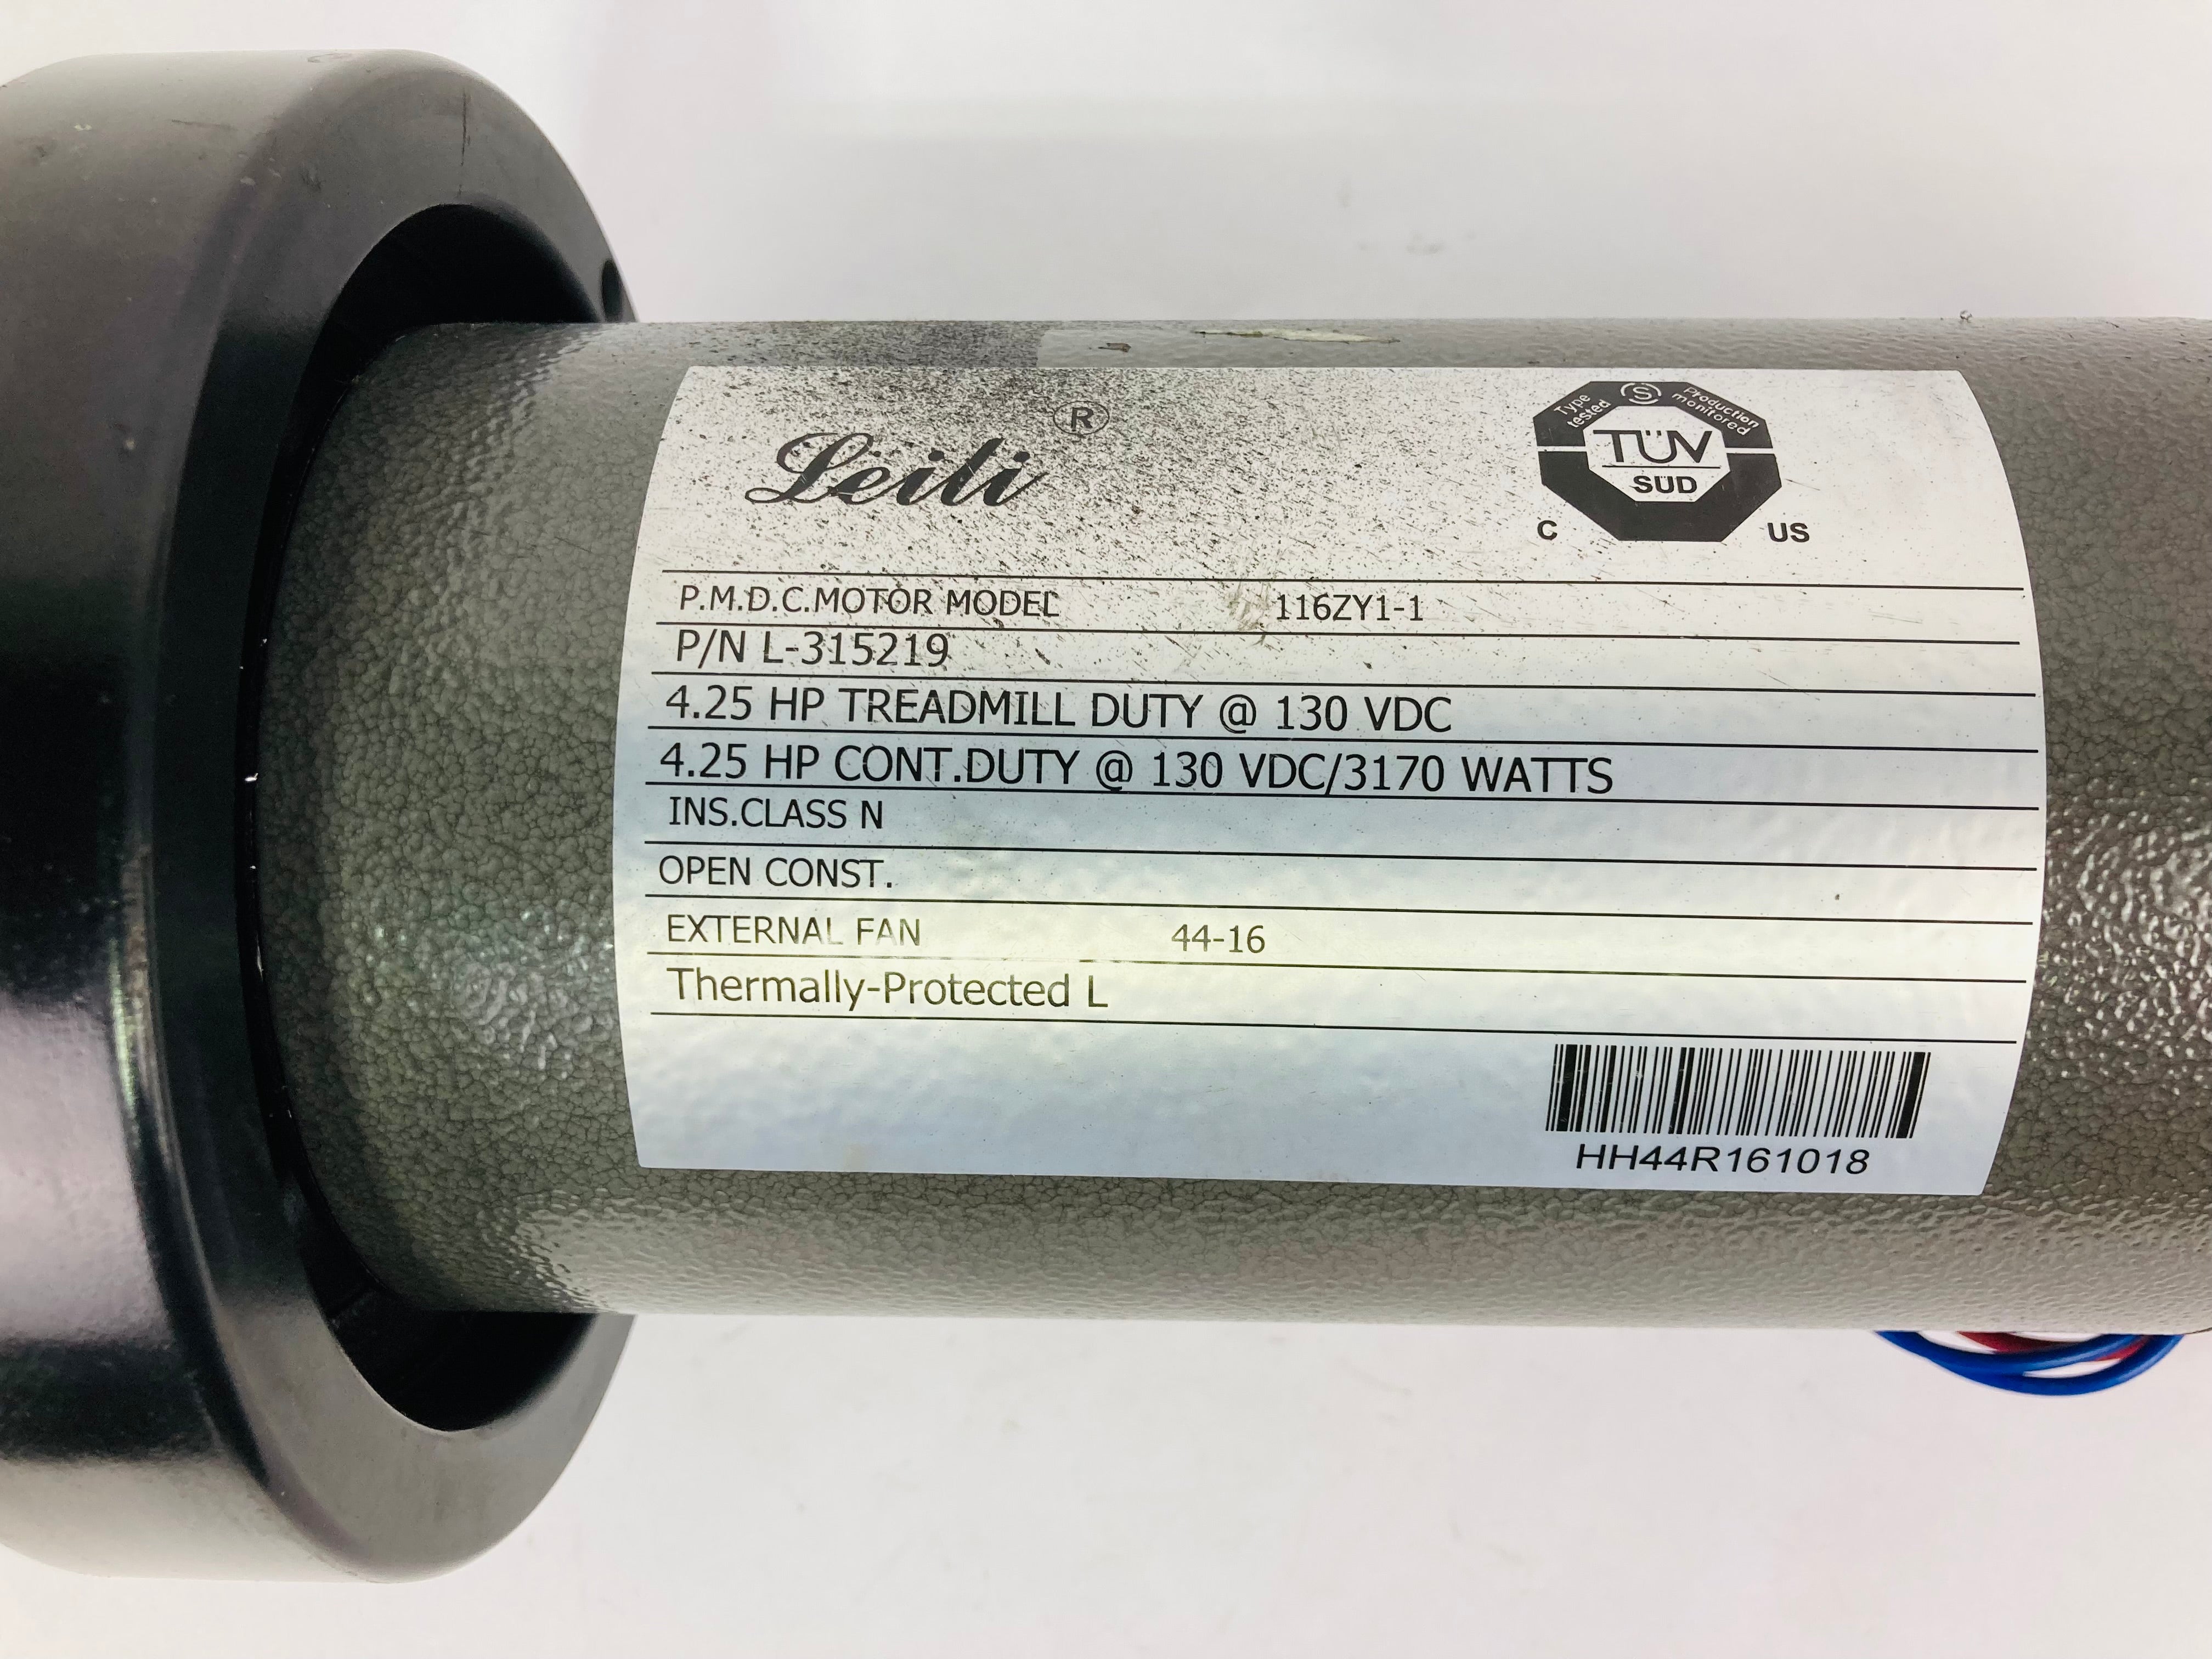 Leili ®
Type tested S Production monitored
TÜV
SÜD
C US
P.M.D.C.MOTOR MODEL 116ZY1-1
P/N L-315219
4.25 HP TREADMILL DUTY @ 130 VDC
4.25 HP CONT.DUTY @ 130 VDC/3170 WATTS
INS.CLASS N
OPEN CONST.
EXTERNAL FAN 44-16
Thermally-Protected L
HH44R161018